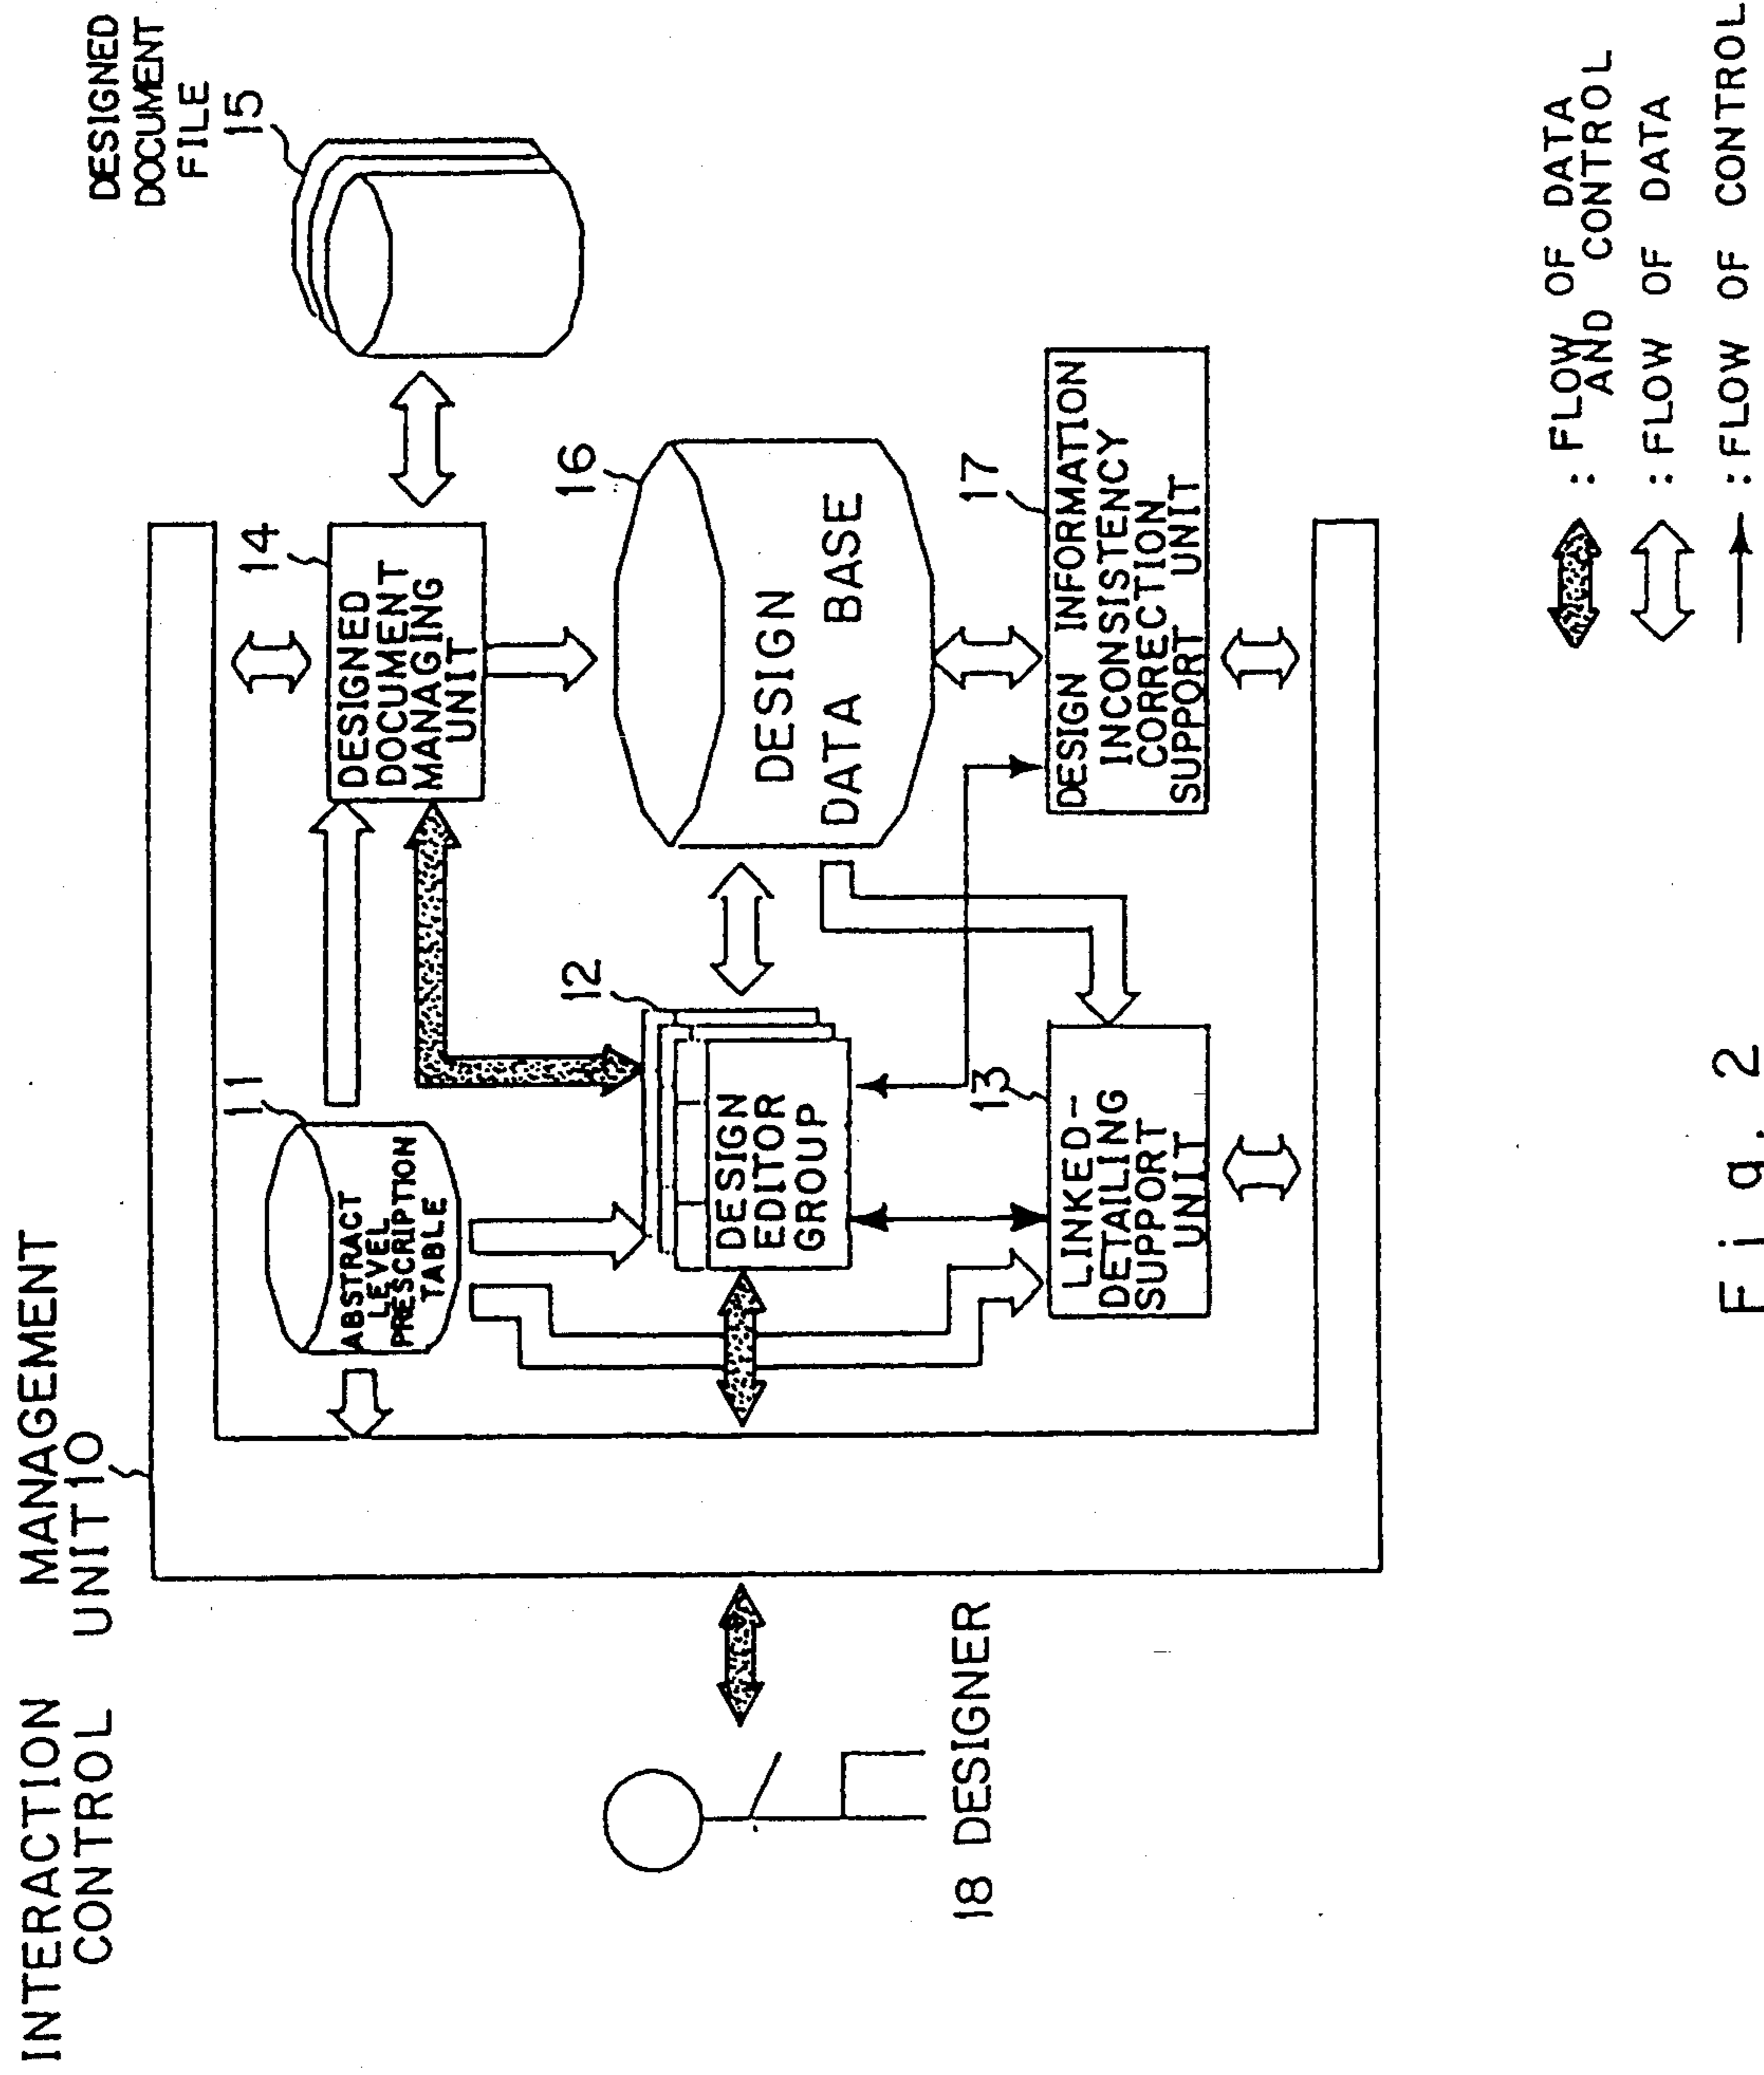 INTERACTION MANAGEMENT
CONTROL UNIT 10
DESIGNED
DOCUMENT
FILE
15
11
ABSTRACT
LEVEL
PRESCRIPTION
TABLE
14
DESIGNED
DOCUMENT
MANAGING
UNIT
12
DESIGN
EDITOR
GROUP
16
DESIGN
DATA BASE
13
LINKED-
DETAILING
SUPPORT
UNIT
17
DESIGN INFORMATION
INCONSISTENCY
CORRECTION
SUPPORT UNIT
18 DESIGNER
: FLOW OF DATA
AND CONTROL
: FLOW OF DATA
: FLOW OF CONTROL
Fig. 2